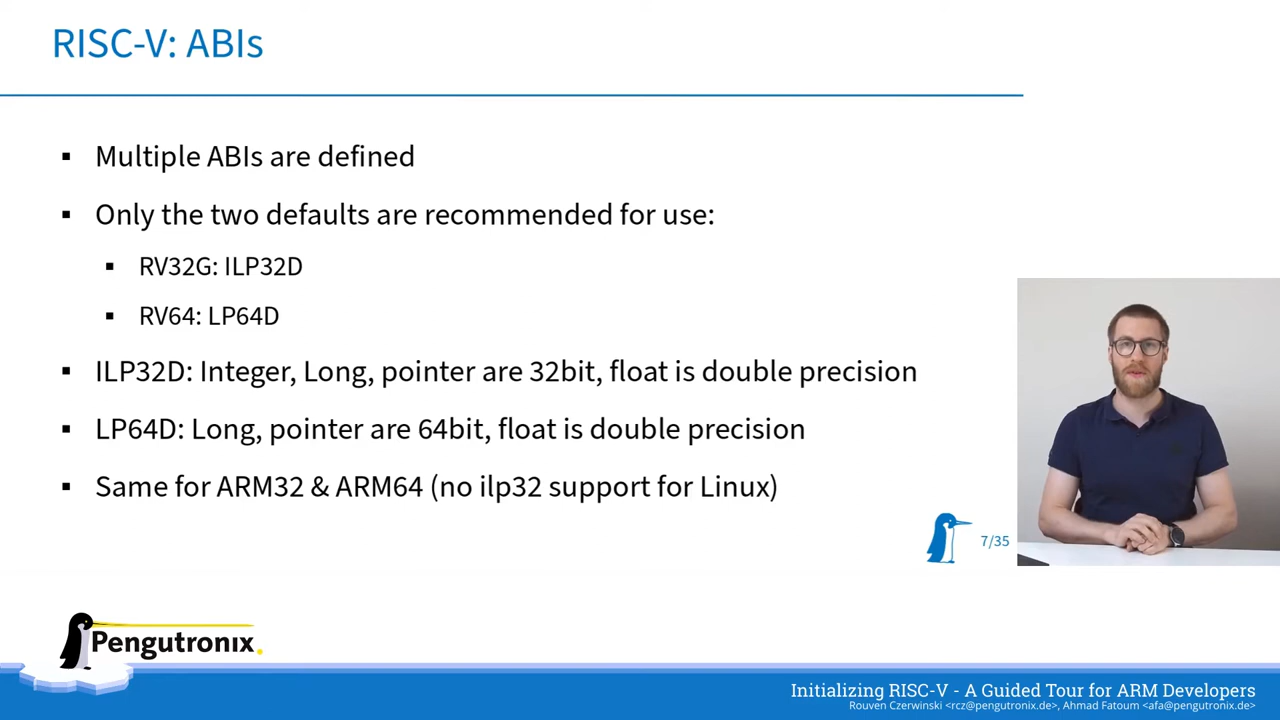 RISC-V: ABIs
▪ Multiple ABIs are defined
▪ Only the two defaults are recommended for use:
▪ RV32G: ILP32D
▪ RV64: LP64D
▪ ILP32D: Integer, Long, pointer are 32bit, float is double precision
▪ LP64D: Long, pointer are 64bit, float is double precision
▪ Same for ARM32 & ARM64 (no ilp32 support for Linux)
7/35
Pengutronix
Initializing RISC-V - A Guided Tour for ARM Developers
Rouven Czerwinski <rcz@pengutronix.de>, Ahmad Fatoum <afa@pengutronix.de>